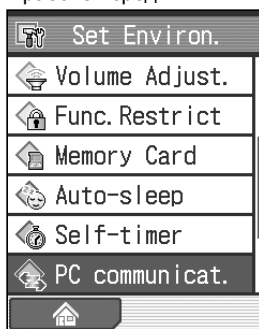 Set Environ.
Volume Adjust.
Func.Restrict
Memory Card
Auto-sleep
Self-timer
PC communicat.